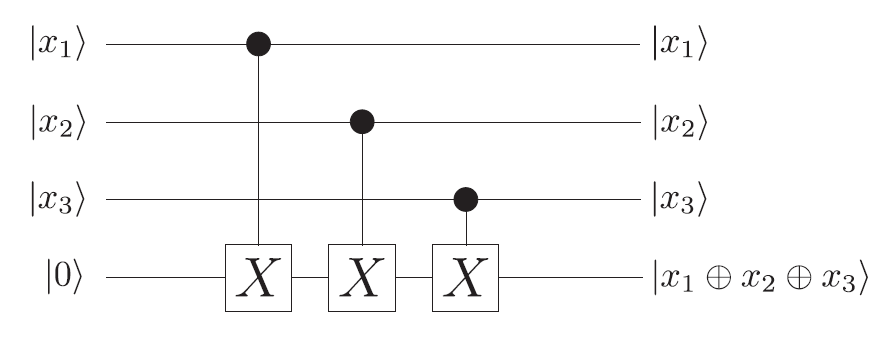 |x₁⟩ |x₁⟩
|x₂⟩ |x₂⟩
|x₃⟩ |x₃⟩
|0⟩ X X X |x₁ ⊕ x₂ ⊕ x₃⟩